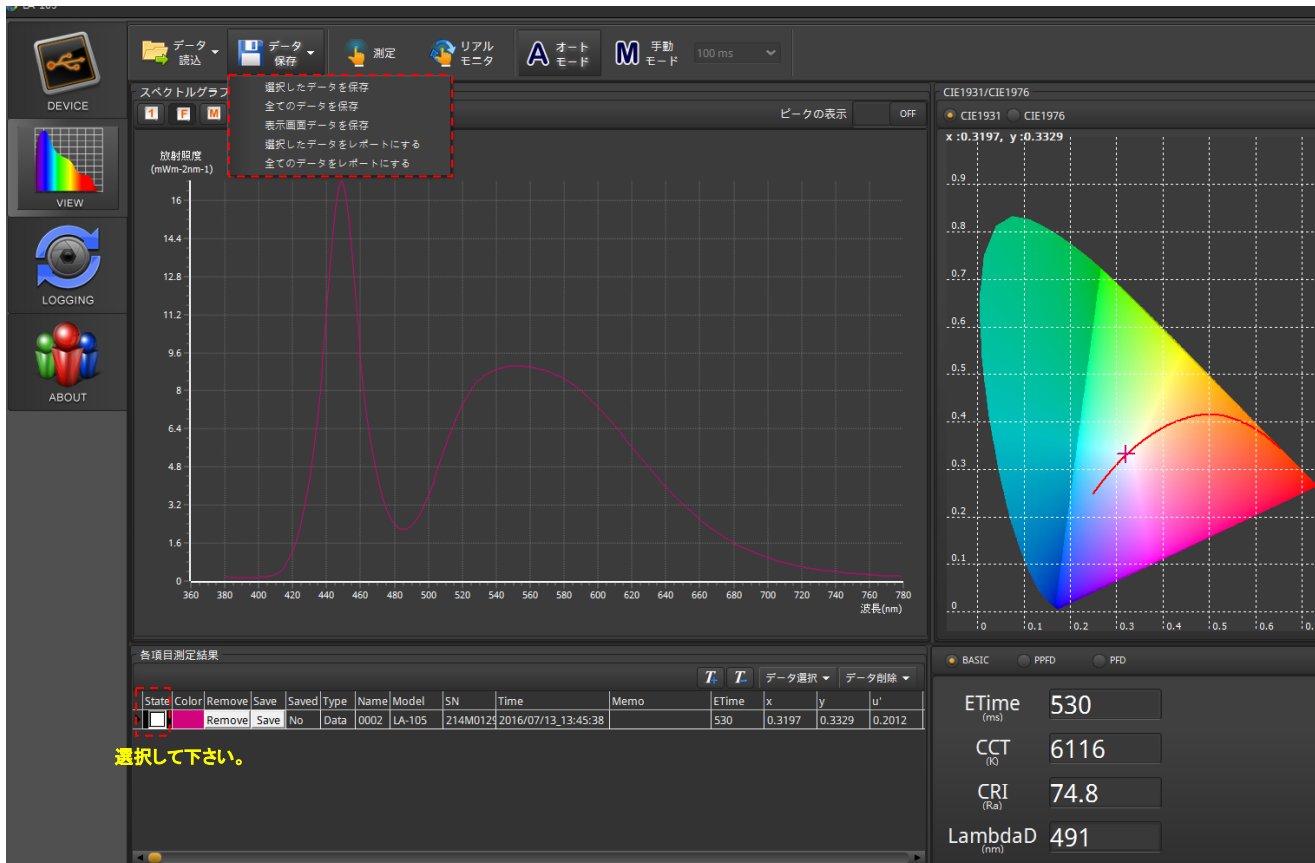 LA-105
データ読込
データ保存
測定
リアルモニタ
A オートモード
M 手動モード
100 ms
選択したデータを保存
全てのデータを保存
表示画面データを保存
選択したデータをレポートにする
全てのデータをレポートにする
DEVICE
VIEW
LOGGING
ABOUT
スペクトルグラフ
1 F M
ピークの表示 OFF
放射照度
(mWm-2nm-1)
16
14.4
12.8
11.2
9.6
8
6.4
4.8
3.2
1.6
0
360 380 400 420 440 460 480 500 520 540 560 580 600 620 640 660 680 700 720 740 760 780
波長(nm)
CIE1931/CIE1976
CIE1931 CIE1976
x :0.3197, y :0.3329
0.9
0.8
0.7
0.6
0.5
0.4
0.3
0.2
0.1
0
0 0.1 0.2 0.3 0.4 0.5 0.6 0.
各項目測定結果
T+ T- データ選択 データ削除
State Color Remove Save Saved Type Name Model SN Time Memo ETime x y u'
Remove Save No Data 0002 LA-105 214M0129 2016/07/13_13:45:38 530 0.3197 0.3329 0.2012
選択して下さい。
BASIC PPFD PFD
ETime 530
(ms)
CCT 6116
(K)
CRI 74.8
(Ra)
LambdaD 491
(nm)